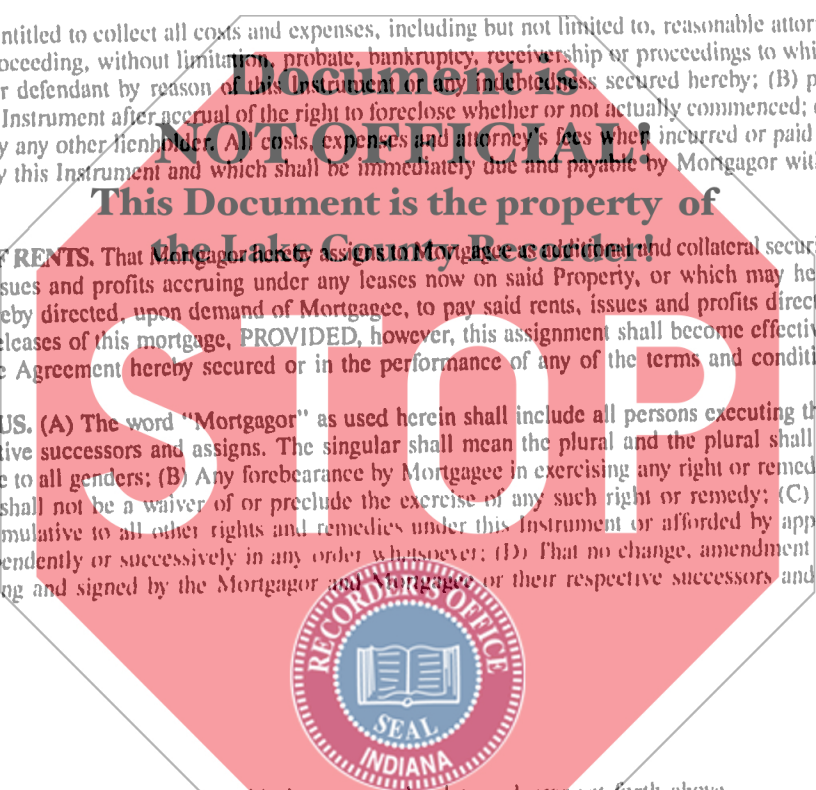 ntitled to collect all costs and expenses, including but not limited to, reasonable attor
oceeding, without limitation, probate, bankruptcy, receivership or proceedings to whi
r defendant by reason of this Instrument or any indebtedness secured hereby; (B) p
Instrument after accrual of the right to foreclose whether or not actually commenced;
y any other lienholder. All costs, expenses and attorney's fees when incurred or paid
y this Instrument and which shall be immediately due and payable by Mortgagor wit
Document is
NOT OFFICIAL!
This Document is the property of
the Lake County Recorder!
F RENTS. That Mortgagor hereby assigns to Mortgagee as additional and collateral securi
sues and profits accruing under any leases now on said Property, or which may he
eby directed, upon demand of Mortgagee, to pay said rents, issues and profits direct
eleases of this mortgage, PROVIDED, however, this assignment shall become effectiv
e Agreement hereby secured or in the performance of any of the terms and conditi
STOP
US. (A) The word "Mortgagor" as used herein shall include all persons executing th
tive successors and assigns. The singular shall mean the plural and the plural shall
e to all genders; (B) Any forebearance by Mortgagee in exercising any right or remed
shall not be a waiver of or preclude the exercise of any such right or remedy; (C)
mulative to all other rights and remedies under this Instrument or afforded by app
endently or successively in any order whatsoever; (D) That no change, amendment
ng and signed by the Mortgagor and Mortgagee or their respective successors and
RECORDER'S OFFICE
SEAL
INDIANA
forth above